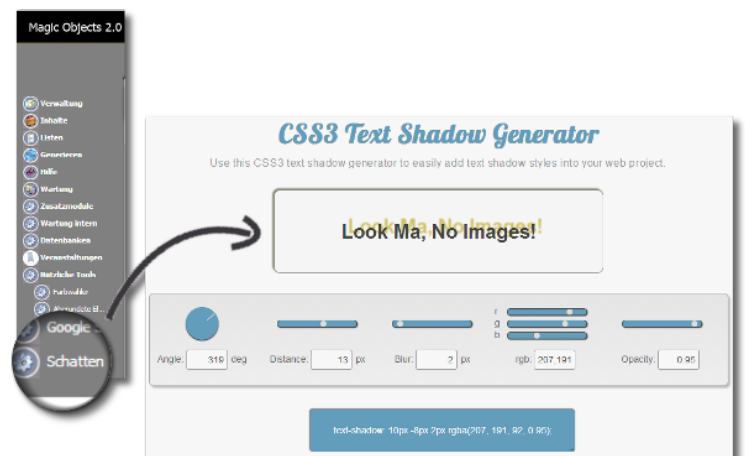 Magic Objects 2.0
Verwaltung
Inhalte
Listen
Generieren
Hilfe
Wartung
Zusatzmodule
Wartung intern
Datenbanken
Veranstaltungen
Nützliche Tools
Farbwähler
Abgerundete El...
Google
Schatten
CSS3 Text Shadow Generator
Use this CSS3 text shadow generator to easily add text shadow styles into your web project.
Look Ma, No Images!
r
g
b
Angle: 319 deg Distance: 13 px Blur: 2 px rgb: 207,191 Opacity: 0.95
text-shadow: 10px -8px 2px rgba(207, 191, 92, 0.95);